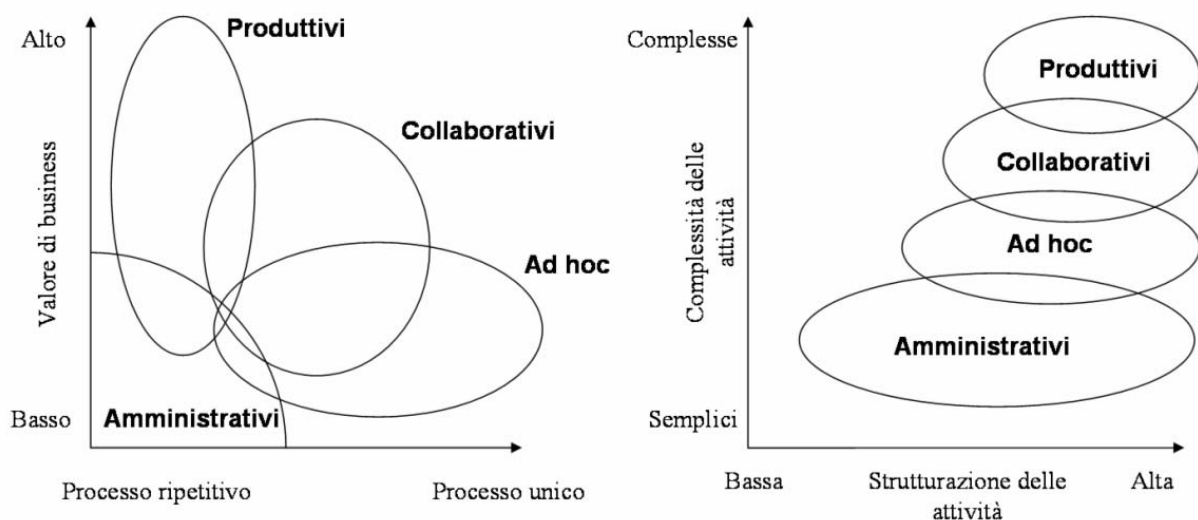 Alto
Produttivi
Collaborativi
Valore di business
Ad hoc
Basso
Amministrativi
Processo ripetitivo
Processo unico
Complesse
Produttivi
Collaborativi
Complessità delle
attività
Ad hoc
Amministrativi
Semplici
Bassa
Strutturazione delle
attività
Alta